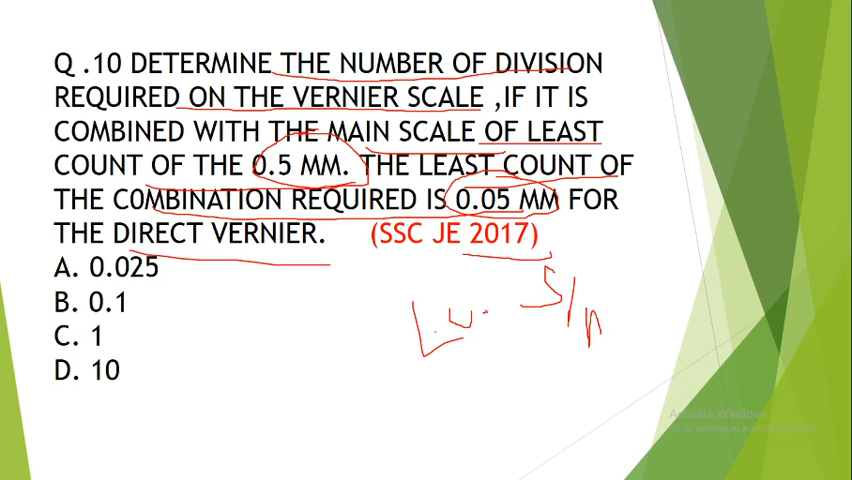 Q .10 DETERMINE THE NUMBER OF DIVISION
REQUIRED ON THE VERNIER SCALE ,IF IT IS
COMBINED WITH THE MAIN SCALE OF LEAST
COUNT OF THE 0.5 MM. THE LEAST COUNT OF
THE C0MBINATION REQUIRED IS 0.05 MM FOR
THE DIRECT VERNIER. (SSC JE 2017)
A. 0.025
B. 0.1
C. 1
D. 10
S/n
Activate Windows